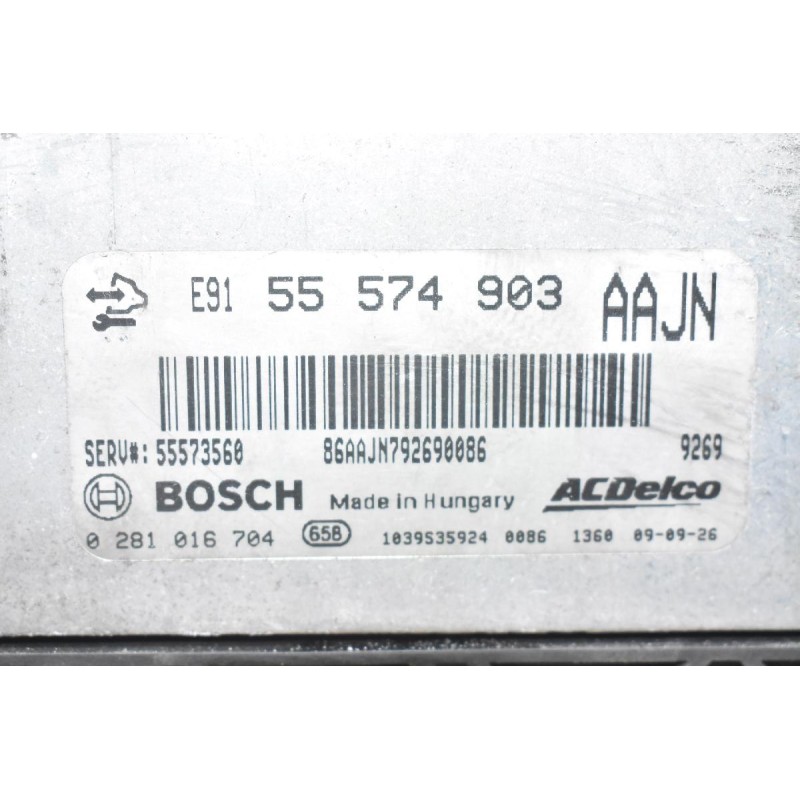 E91 55 574 903 AAJN
SERV#: 55573560 86AAJN792690086 9269
BOSCH Made in Hungary ACDelco
0 281 016 704 658 1039S35924 0086 1360 09-09-26